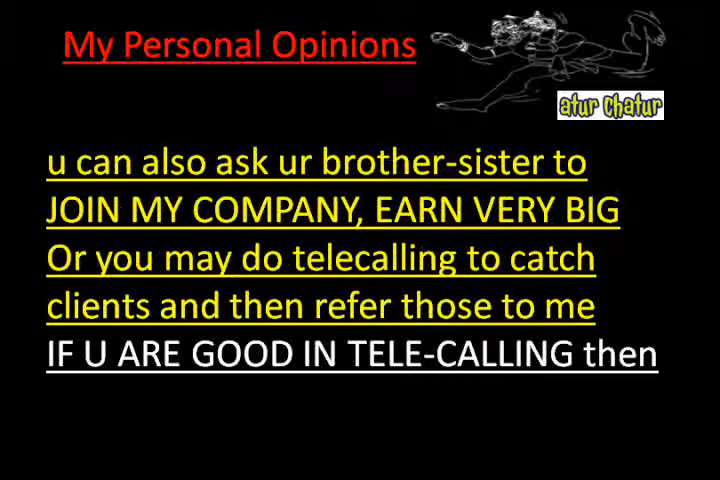 My Personal Opinions
atur chatur
u can also ask ur brother-sister to
JOIN MY COMPANY, EARN VERY BIG
Or you may do telecalling to catch
clients and then refer those to me
IF U ARE GOOD IN TELE-CALLING then